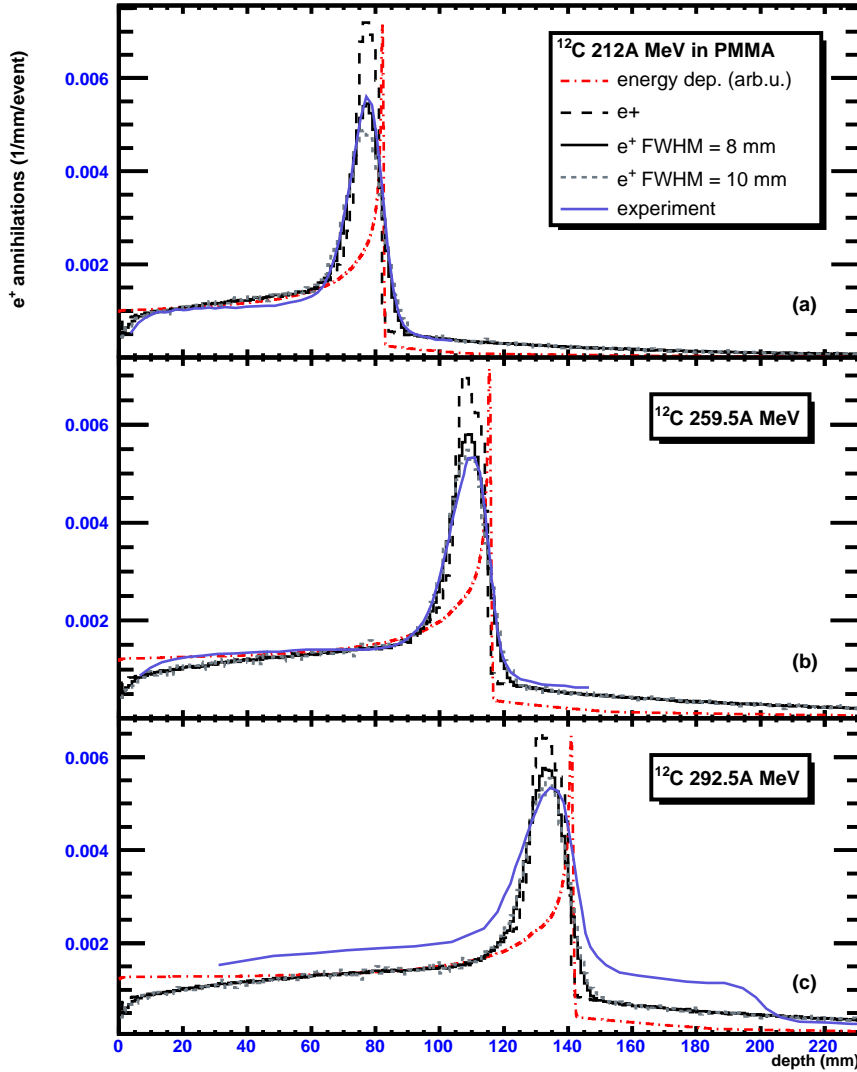 e⁺ annihilations (1/mm/event)
¹²C 212A MeV in PMMA
energy dep. (arb.u.)
e+
e⁺ FWHM = 8 mm
e⁺ FWHM = 10 mm
experiment
0.006
0.004
0.002
(a)
¹²C 259.5A MeV
0.006
0.004
0.002
(b)
¹²C 292.5A MeV
0.006
0.004
0.002
(c)
0 20 40 60 80 100 120 140 160 180 200 220
depth (mm)